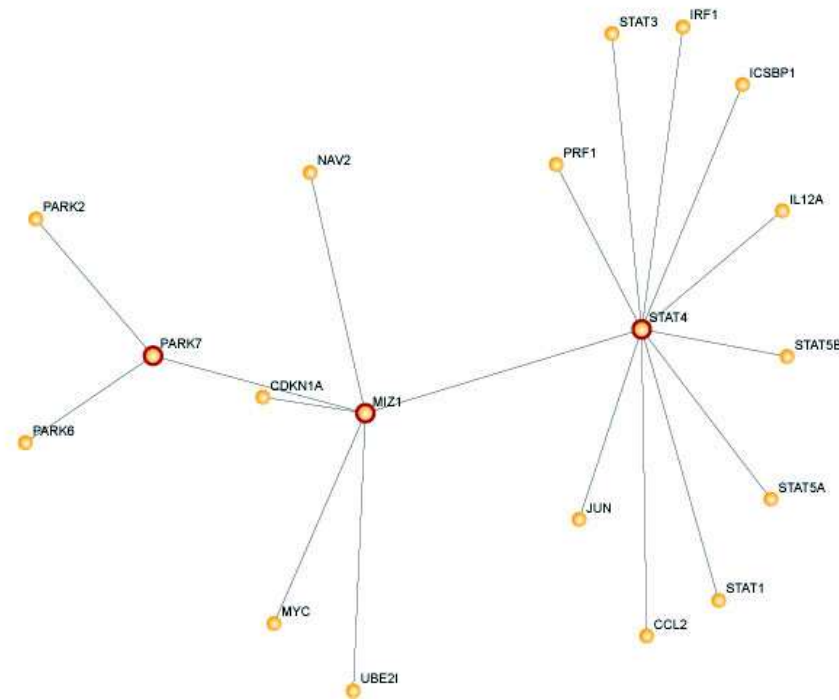 STAT3
IRF1
ICSBP1
PRF1
NAV2
IL12A
PARK2
STAT4
PARK7
STAT5B
CDKN1A
MIZ1
PARK6
STAT5A
JUN
STAT1
MYC
CCL2
UBE2I